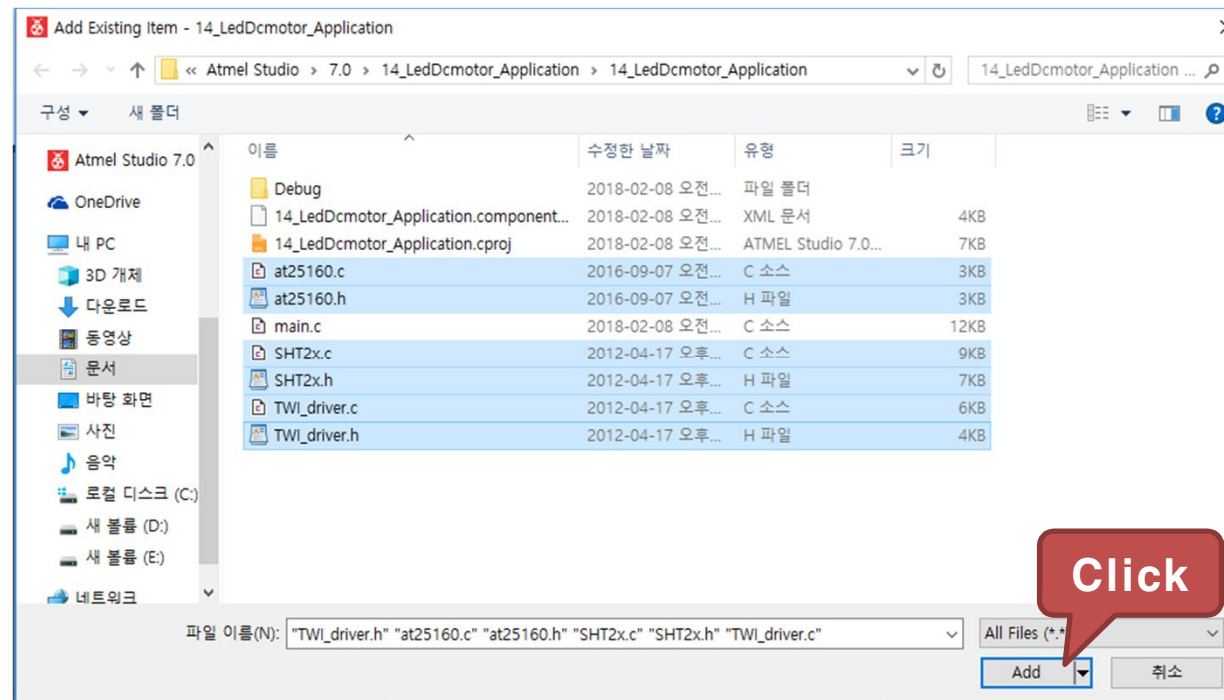 Add Existing Item - 14_LedDcmotor_Application
« Atmel Studio › 7.0 › 14_LedDcmotor_Application › 14_LedDcmotor_Application
14_LedDcmotor_Application ...
구성 새 폴더
Atmel Studio 7.0
OneDrive
내 PC
3D 개체
다운로드
동영상
문서
바탕 화면
사진
음악
로컬 디스크 (C:)
새 볼륨 (D:)
새 볼륨 (E:)
네트워크
이름 수정한 날짜 유형 크기
Debug 2018-02-08 오전... 파일 폴더
14_LedDcmotor_Application.component... 2018-02-08 오전... XML 문서 4KB
14_LedDcmotor_Application.cproj 2018-02-08 오전... ATMEL Studio 7.0... 7KB
at25160.c 2016-09-07 오전... C 소스 3KB
at25160.h 2016-09-07 오전... H 파일 3KB
main.c 2018-02-08 오전... C 소스 12KB
SHT2x.c 2012-04-17 오후... C 소스 9KB
SHT2x.h 2012-04-17 오후... H 파일 7KB
TWI_driver.c 2012-04-17 오후... C 소스 6KB
TWI_driver.h 2012-04-17 오후... H 파일 4KB
Click
파일 이름(N): "TWI_driver.h" "at25160.c" "at25160.h" "SHT2x.c" "SHT2x.h" "TWI_driver.c"
All Files (*.*
Add 취소